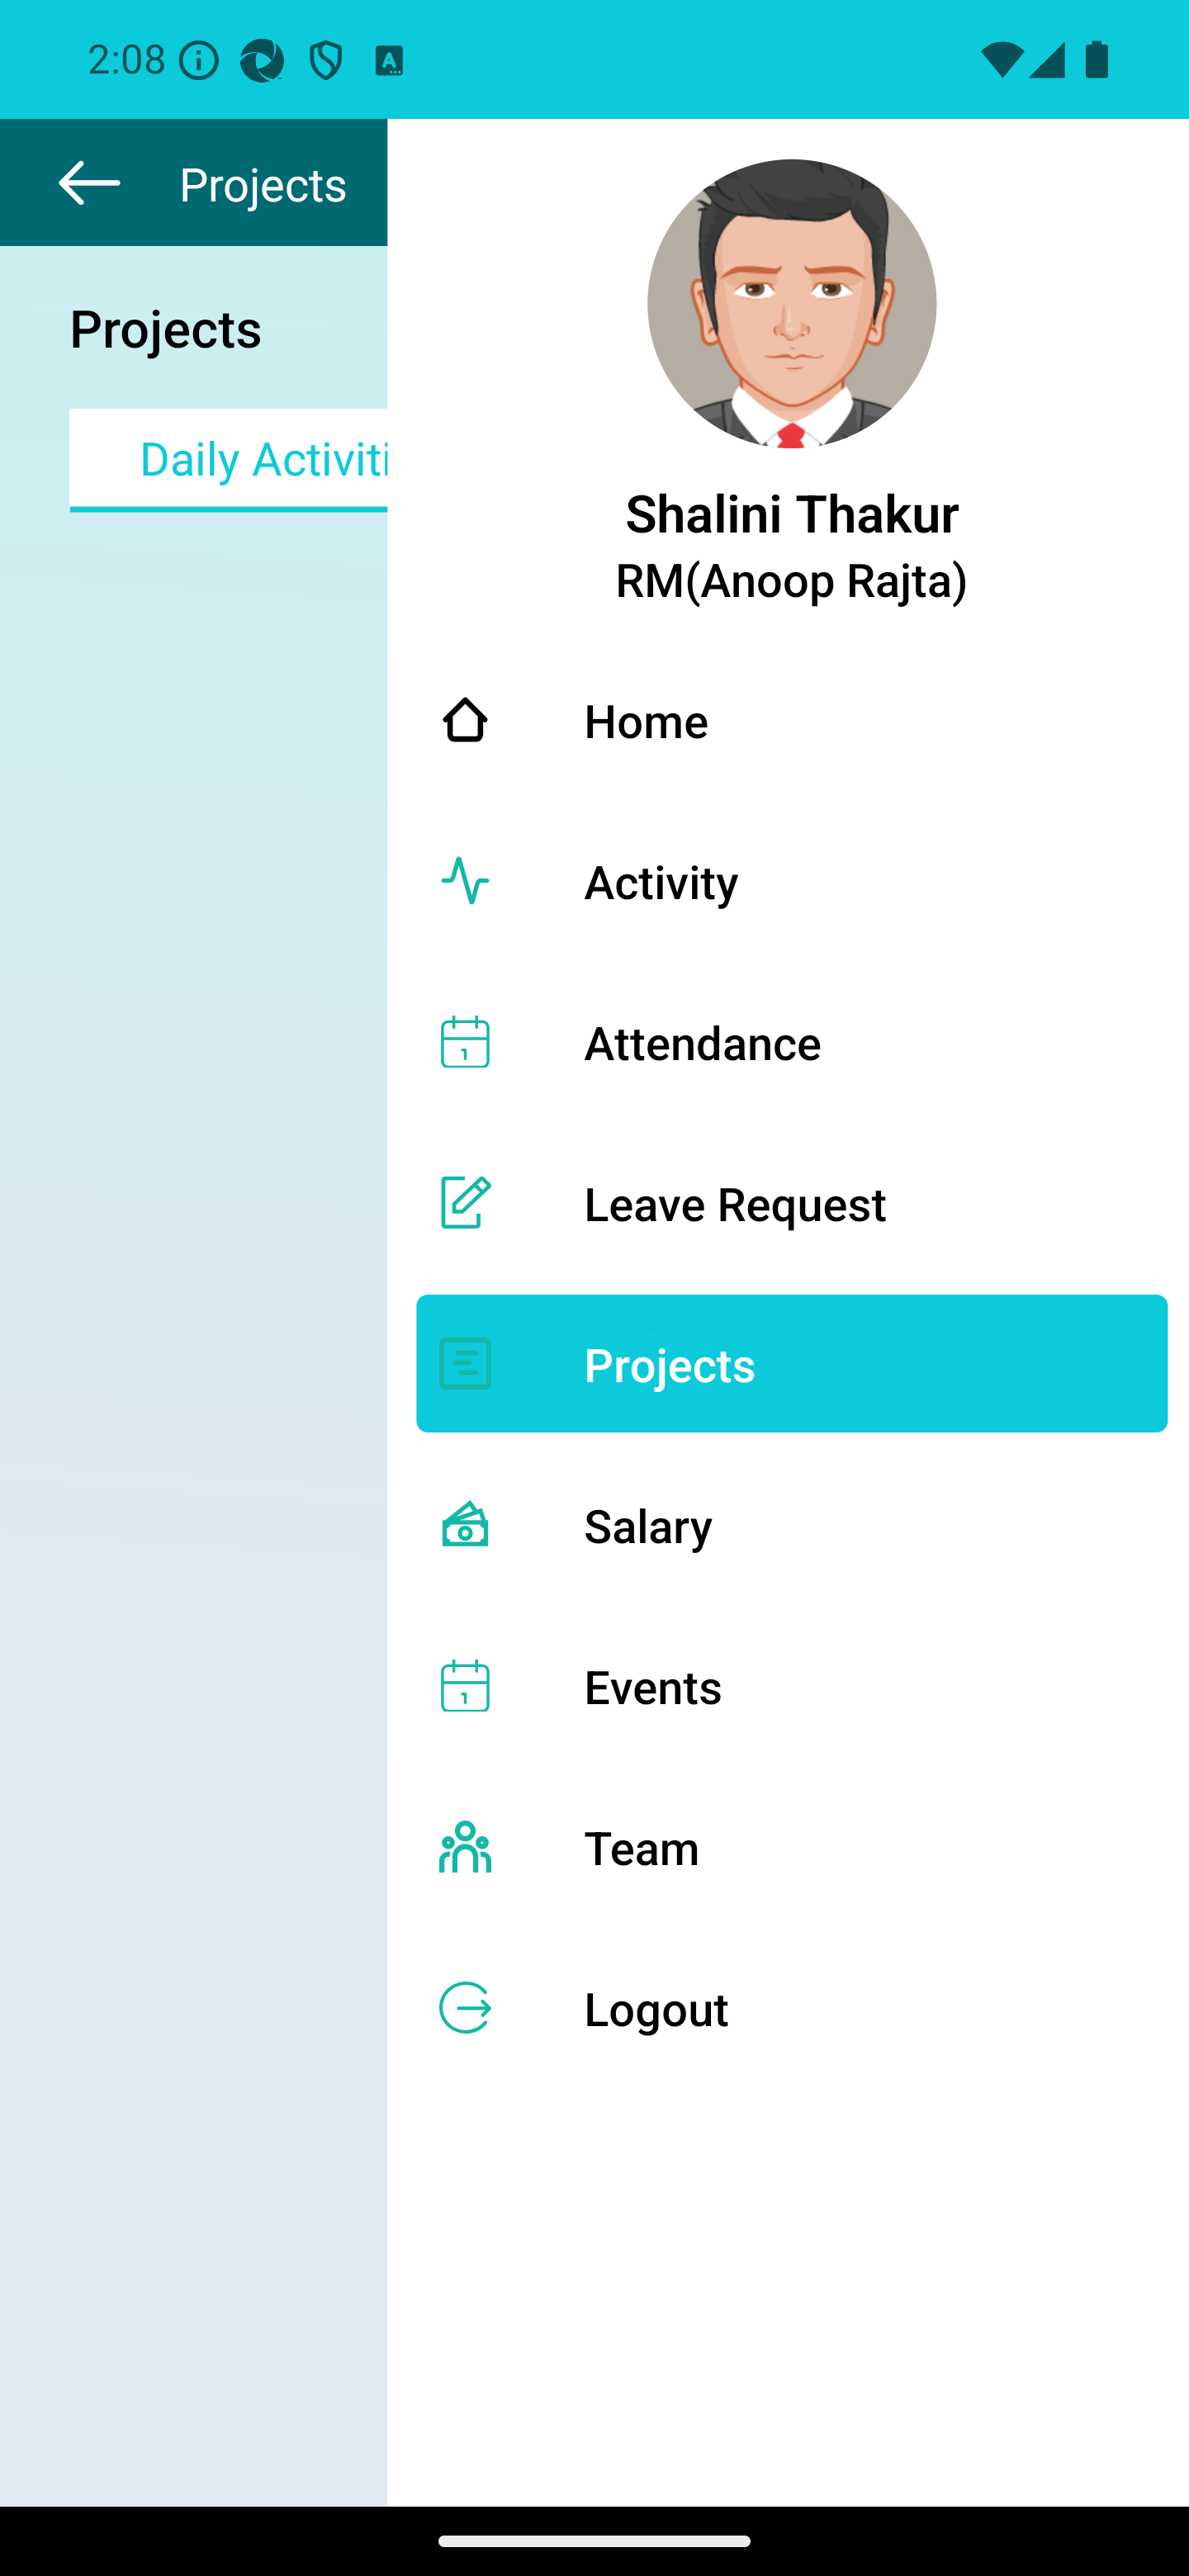 2:08
Projects
Projects
Daily Activiti
Shalini Thakur
RM(Anoop Rajta)
Home
Activity
Attendance
Leave Request
Projects
Salary
Events
Team
Logout